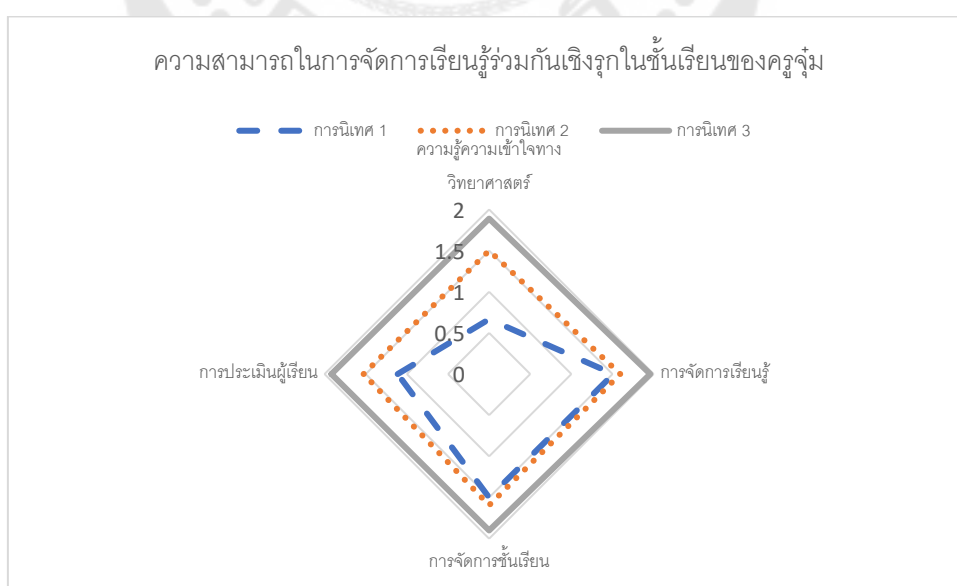 ความสามารถในการจัดการเรียนรู้ร่วมกันเชิงรุกในชั้นเรียนของครูจุ๋ม
การนิเทศ 1 การนิเทศ 2 การนิเทศ 3
ความรู้ความเข้าใจทาง
วิทยาศาสตร์
2
1.5
1
0.5
0
การประเมินผู้เรียน
การจัดการเรียนรู้
การจัดการชั้นเรียน